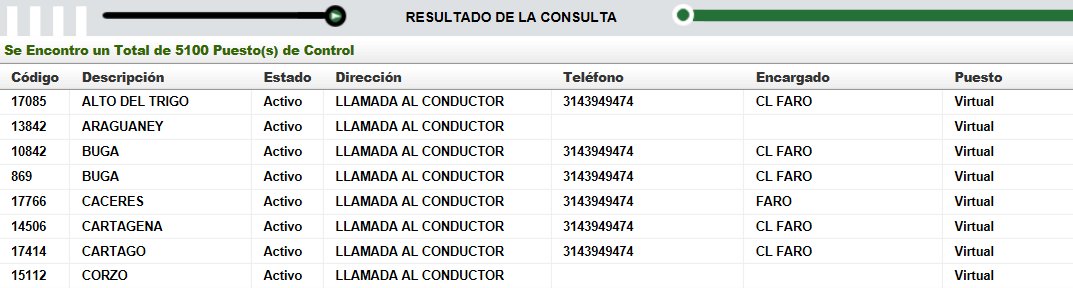 RESULTADO DE LA CONSULTA
Se Encontro un Total de 5100 Puesto(s) de Control
Código Descripción Estado Dirección Teléfono Encargado Puesto
17085 ALTO DEL TRIGO Activo LLAMADA AL CONDUCTOR 3143949474 CL FARO Virtual
13842 ARAGUANEY Activo LLAMADA AL CONDUCTOR Virtual
10842 BUGA Activo LLAMADA AL CONDUCTOR 3143949474 CL FARO Virtual
869 BUGA Activo LLAMADA AL CONDUCTOR 3143949474 CL FARO Virtual
17766 CACERES Activo LLAMADA AL CONDUCTOR 3143949474 FARO Virtual
14506 CARTAGENA Activo LLAMADA AL CONDUCTOR 3143949474 CL FARO Virtual
17414 CARTAGO Activo LLAMADA AL CONDUCTOR 3143949474 CL FARO Virtual
15112 CORZO Activo LLAMADA AL CONDUCTOR Virtual